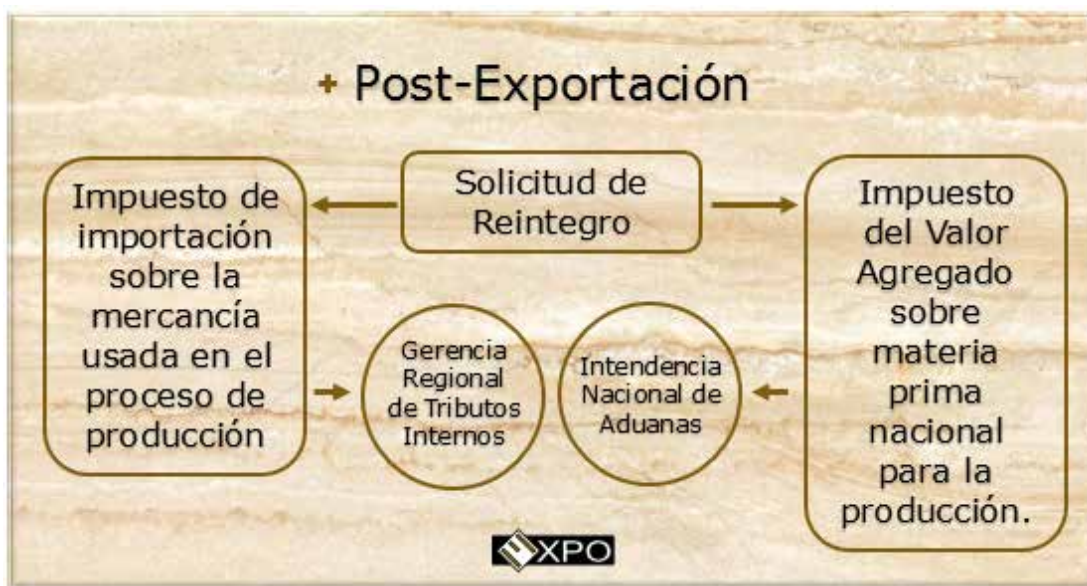 + Post-Exportación
Solicitud de
Reintegro
Impuesto de
importación
sobre la
mercancía
usada en el
proceso de
producción
Gerencia
Regional
de Tributos
Internos
Intendencia
Nacional de
Aduanas
Impuesto
del Valor
Agregado
sobre
materia
prima
nacional
para la
producción.
EXPO